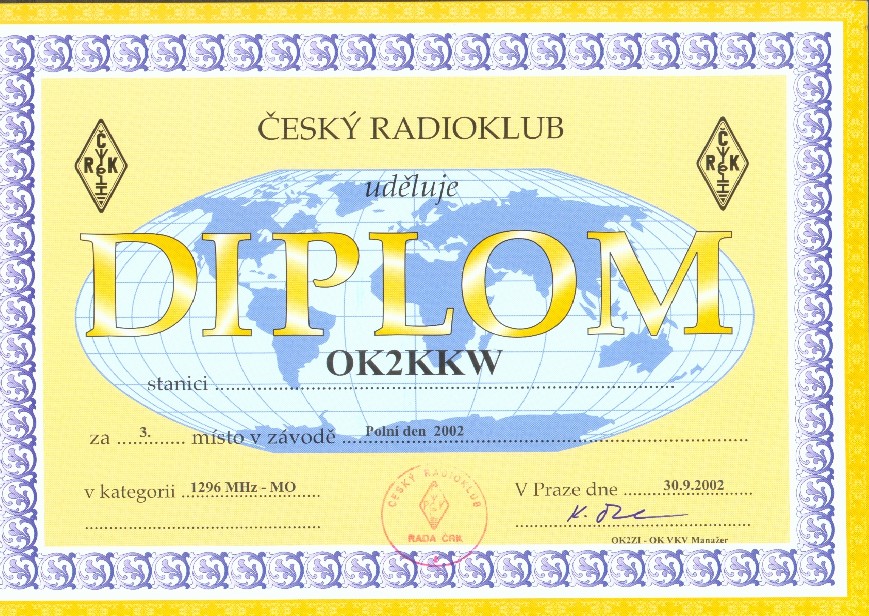 ČESKÝ RADIOKLUB
Č
R K
Č
R K
uděluje
DIPLOM
stanici OK2KKW
za ....3........ místo v závodě ...Polní den 2002
v kategorii ..1296 MHz - MO
V Praze dne ........30.9.2002
ČESKÝ RADIOKLUB
RADA ČRK
OK2ZI - OK VKV Manažer